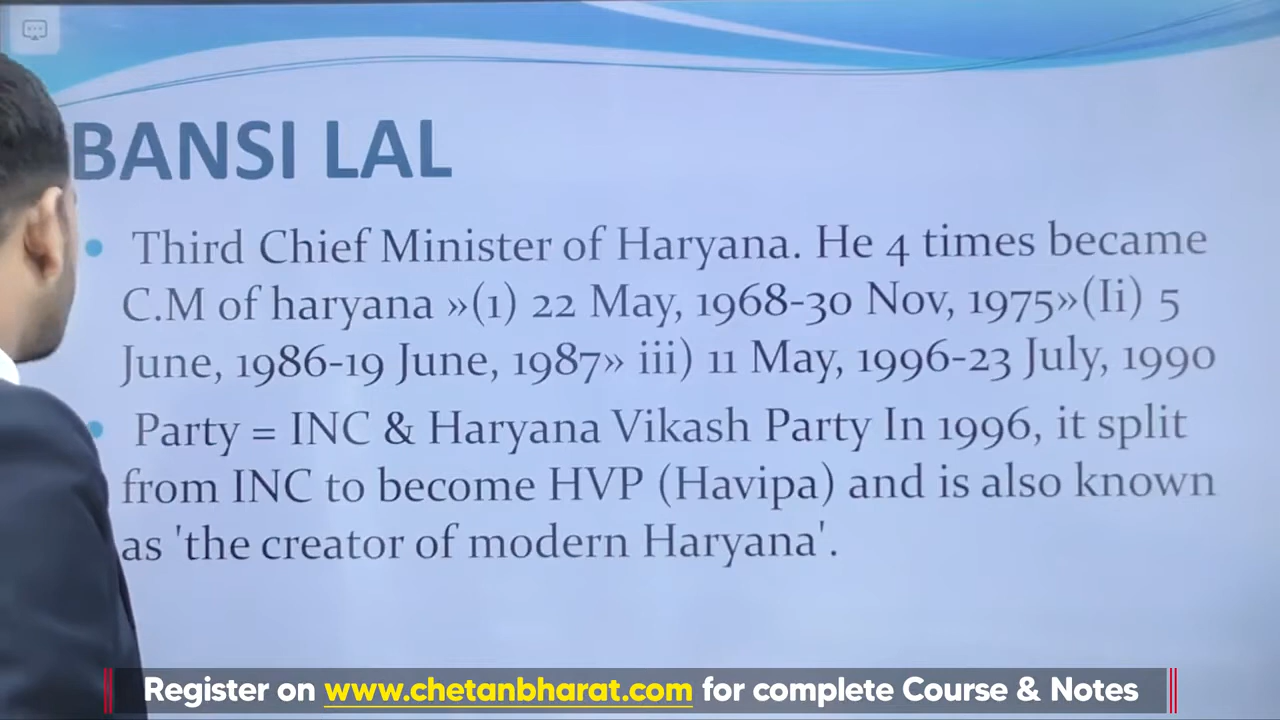 BANSI LAL
• Third Chief Minister of Haryana. He 4 times became
C.M of haryana »(1) 22 May, 1968-30 Nov, 1975»(Ii) 5
June, 1986-19 June, 1987» iii) 11 May, 1996-23 July, 1990
• Party = INC & Haryana Vikash Party In 1996, it split
from INC to become HVP (Havipa) and is also known
as 'the creator of modern Haryana'.
Register on www.chetanbharat.com for complete Course & Notes